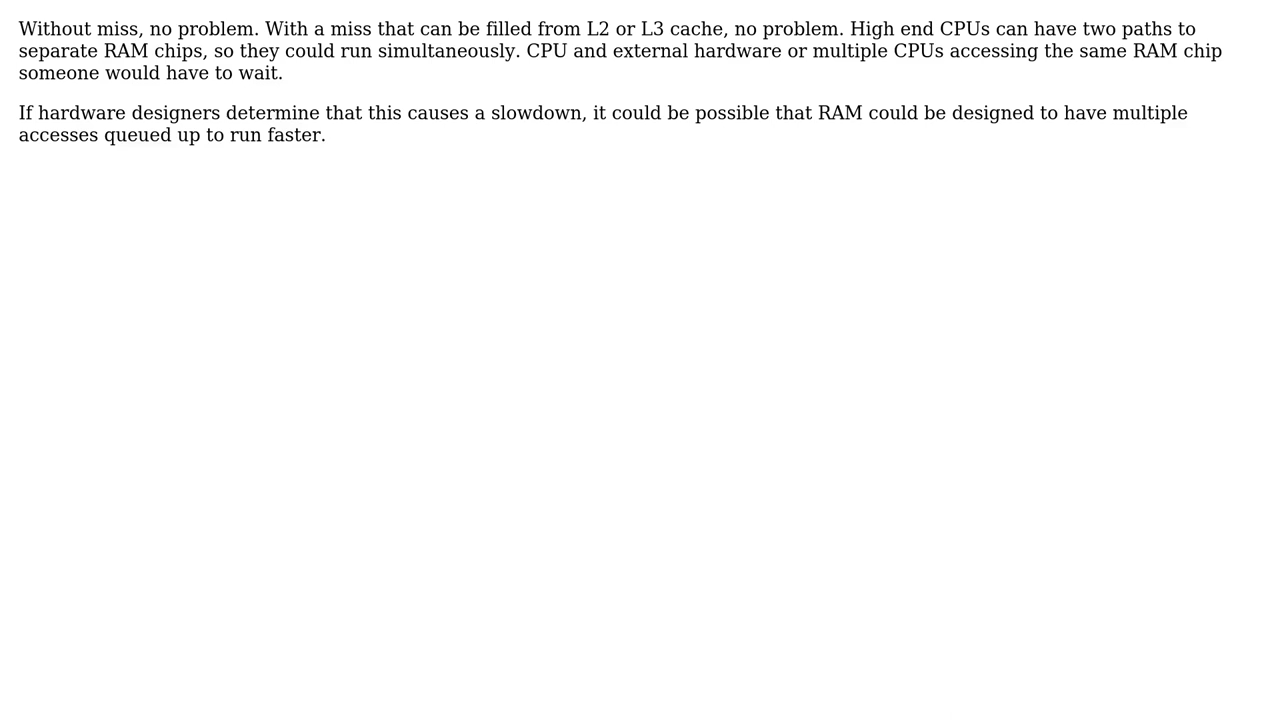 Without miss, no problem. With a miss that can be filled from L2 or L3 cache, no problem. High end CPUs can have two paths to
separate RAM chips, so they could run simultaneously. CPU and external hardware or multiple CPUs accessing the same RAM chip
someone would have to wait.
If hardware designers determine that this causes a slowdown, it could be possible that RAM could be designed to have multiple
accesses queued up to run faster.